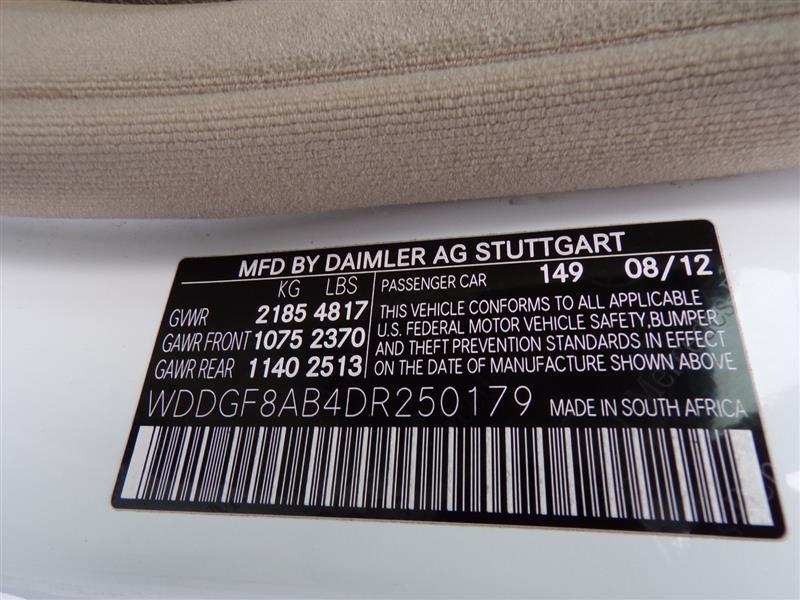 MFD BY DAIMLER AG STUTTGART
KG LBS
GWWR 2185 4817
GAWR FRONT 1075 2370
GAWR REAR 1140 2513
PASSENGER CAR 149 08/12
THIS VEHICLE CONFORMS TO ALL APPLICABLE
U.S. FEDERAL MOTOR VEHICLE SAFETY,BUMPER
AND THEFT PREVENTION STANDARDS IN EFFECT
ON THE DATE OF MANUFACTURE SHOWN ABOVE
WDDGF8AB4DR250179 MADE IN SOUTH AFRICA